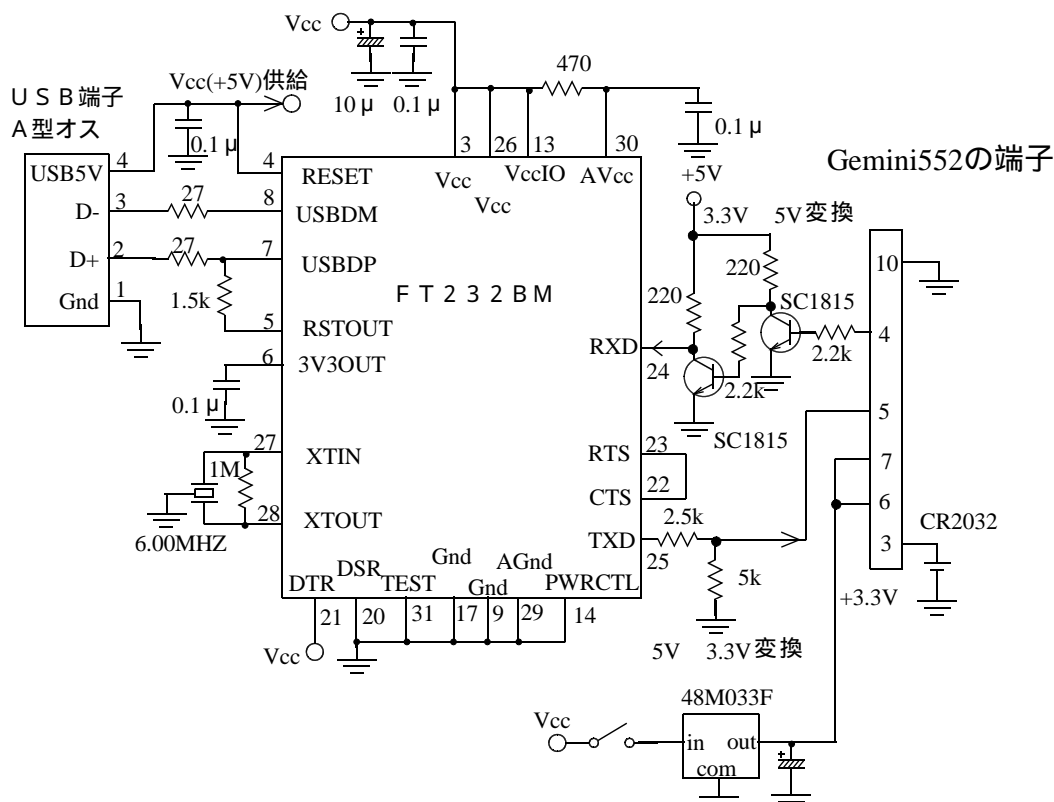 Vcc
10μ
0.1μ
470
0.1μ
USB端子
A型オス
Vcc(+5V)供給
0.1μ
USB5V
4
D-
3
D+
2
Gnd
1
27
27
1.5k
4
RESET
8
USBDM
7
USBDP
5
RSTOUT
6
3V3OUT
0.1μ
27
XTIN
1M
28
XTOUT
6.00MHZ
3
26
13
30
Vcc
Vcc
VccIO
AVcc
FT232BM
RXD
24
RTS
23
CTS
22
TXD
25
DTR
DSR
TEST
Gnd
Gnd
AGnd
PWRCTL
21
20
31
17
9
29
14
Vcc
+5V
3.3V 5V変換
220
220
SC1815
2.2k
2.2k
SC1815
Gemini552の端子
10
4
5
7
6
3
CR2032
2.5k
5k
5V 3.3V変換
+3.3V
48M033F
Vcc
in
out
com